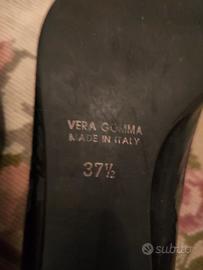 VERA GOMMA
MADE IN ITALY
37½
subito